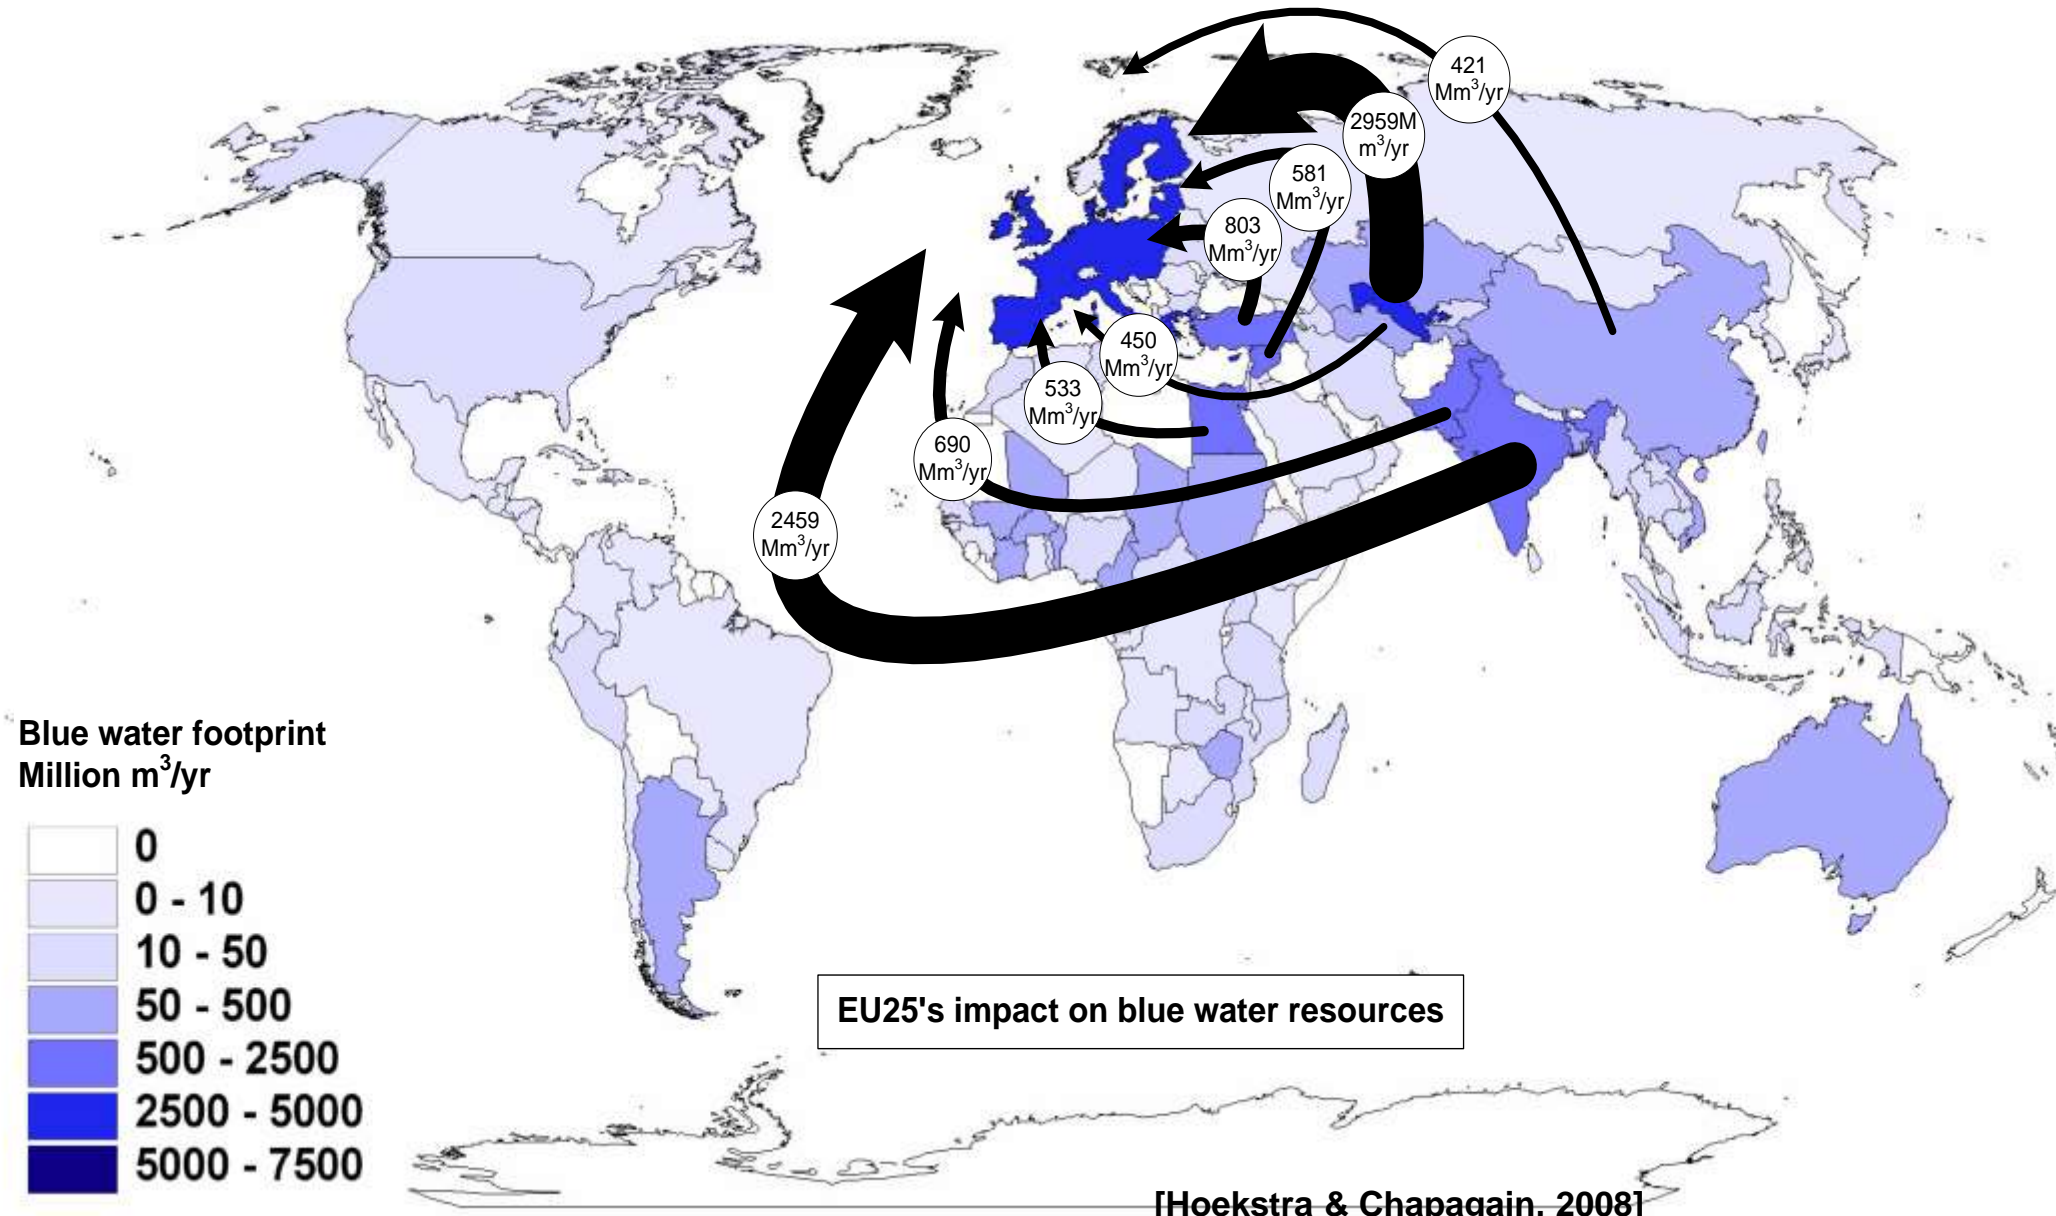 421
Mm³/yr
2959M
m³/yr
581
Mm³/yr
803
Mm³/yr
450
Mm³/yr
533
Mm³/yr
690
Mm³/yr
2459
Mm³/yr
Blue water footprint
Million m³/yr
0
0 - 10
10 - 50
50 - 500
500 - 2500
2500 - 5000
5000 - 7500
EU25's impact on blue water resources
[Hoekstra & Chapagain, 2008]